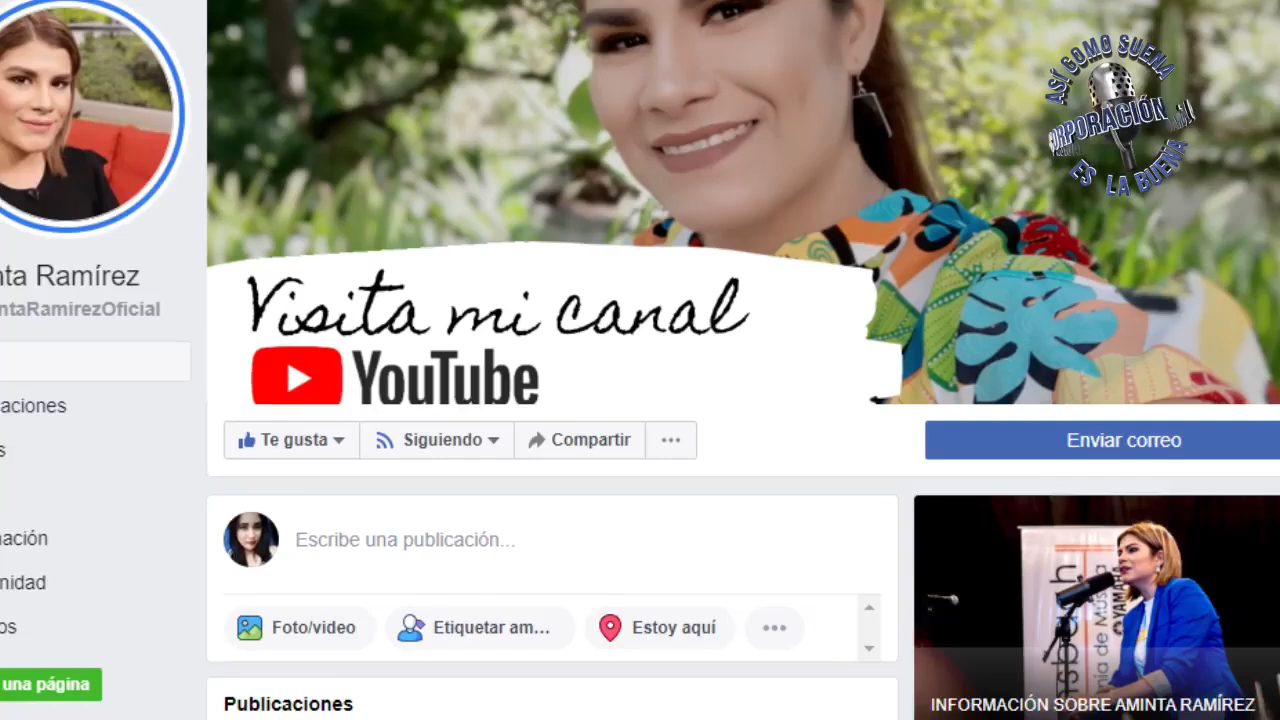 ASÍ COMO SUENA
CORPORACIÓN
ES LA BUENA
Visita mi canal
YouTube
nta Ramírez
ntaRamirezOficial
aciones
s
nación
nidad
os
una página
Te gusta
Siguiendo
Compartir
Enviar correo
Escribe una publicación...
Foto/video
Etiquetar am...
Estoy aquí
Publicaciones
YAMAHA
INFORMACIÓN SOBRE AMINTA RAMÍREZ